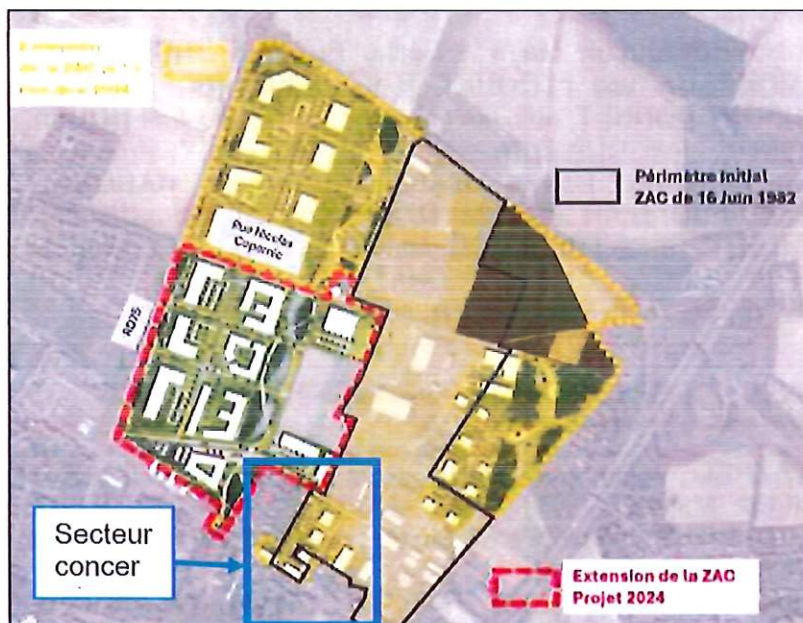 Périmètre initial
ZAC de 16 Juin 1982
Rue Nicolas
Copernic
RD75
Secteur
concer
Extension de la ZAC
Projet 2024